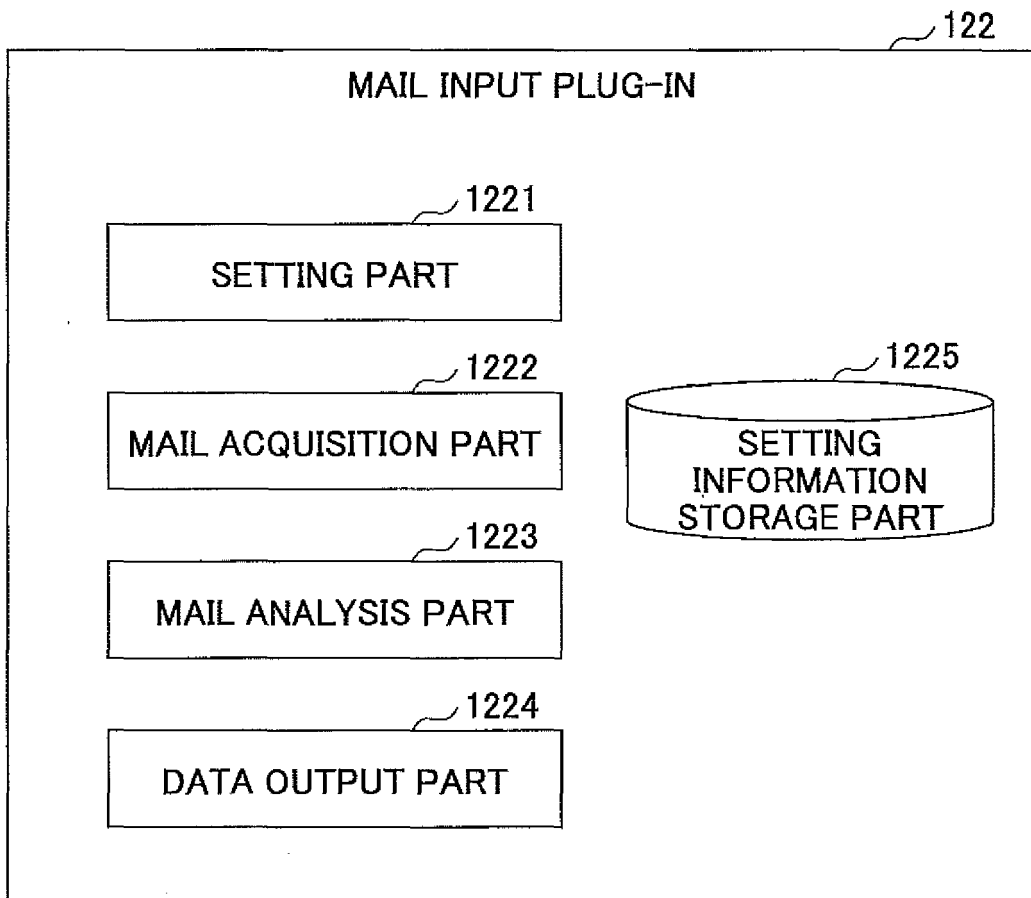 122
MAIL INPUT PLUG-IN
1221
SETTING PART
1222
MAIL ACQUISITION PART
1223
MAIL ANALYSIS PART
1224
DATA OUTPUT PART
1225
SETTING
INFORMATION
STORAGE PART